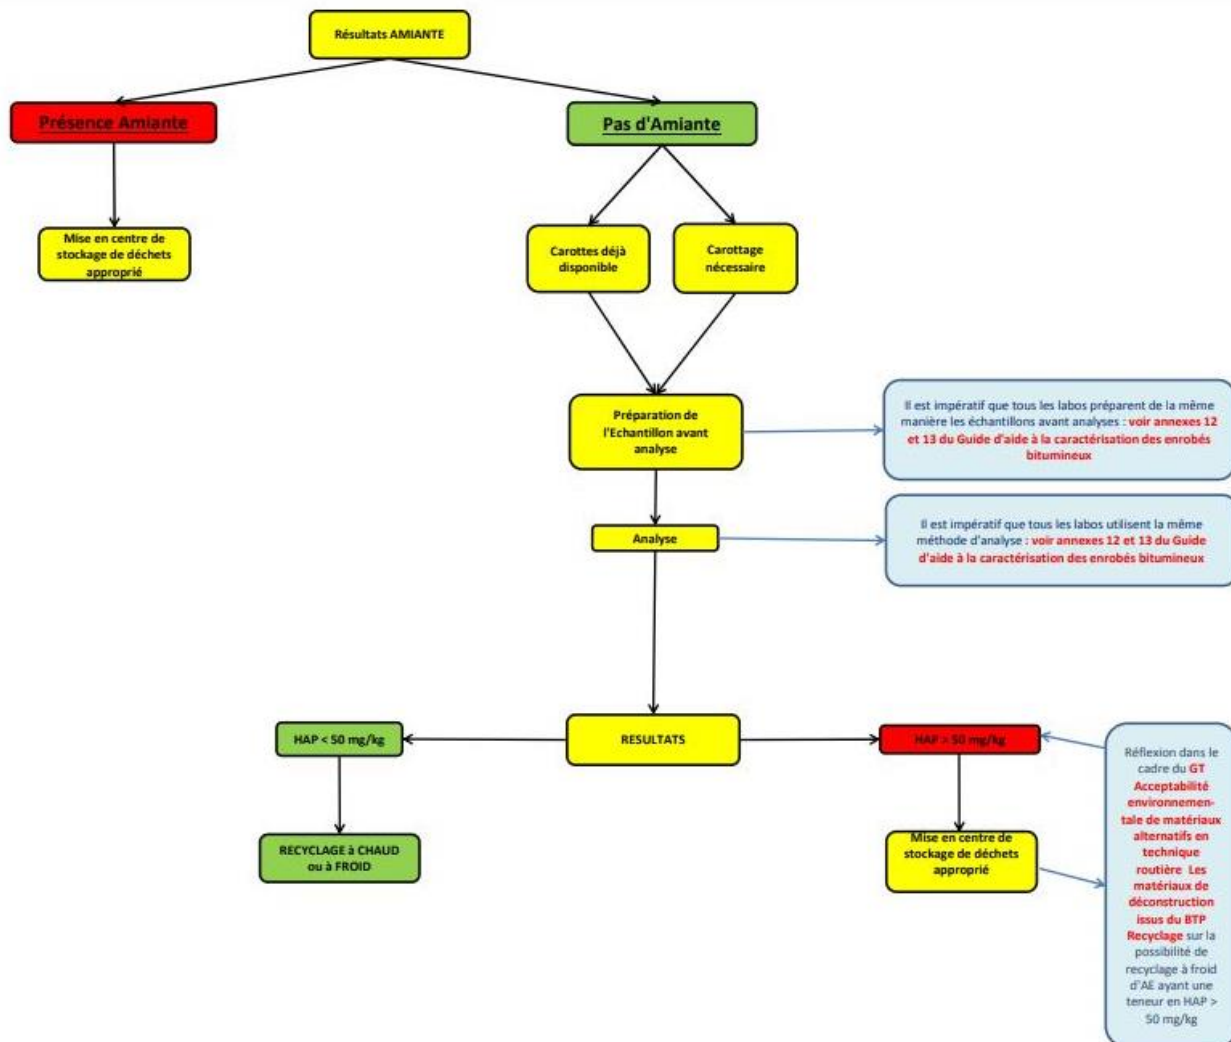 Résultats AMIANTE
Présence Amiante
Pas d'Amiante
Mise en centre de
stockage de déchets
approprié
Carottes déjà
disponible
Carottage
nécessaire
Préparation de
l'Echantillon avant
analyse
Il est impératif que tous les labos préparent de la même
manière les échantillons avant analyses : voir annexes 12
et 13 du Guide d'aide à la caractérisation des enrobés
bitumineux
Analyse
Il est impératif que tous les labos utilisent la même
méthode d'analyse : voir annexes 12 et 13 du Guide
d'aide à la caractérisation des enrobés bitumineux
HAP < 50 mg/kg
RESULTATS
HAP > 50 mg/kg
RECYCLAGE à CHAUD
ou à FROID
Mise en centre de
stockage de déchets
approprié
Réflexion dans le
cadre du GT
Acceptabilité
environnemen-
tale de matériaux
alternatifs en
technique
routière Les
matériaux de
déconstruction
issus du BTP
Recyclage sur la
possibilité de
recyclage à froid
d'AE ayant une
teneur en HAP >
50 mg/kg